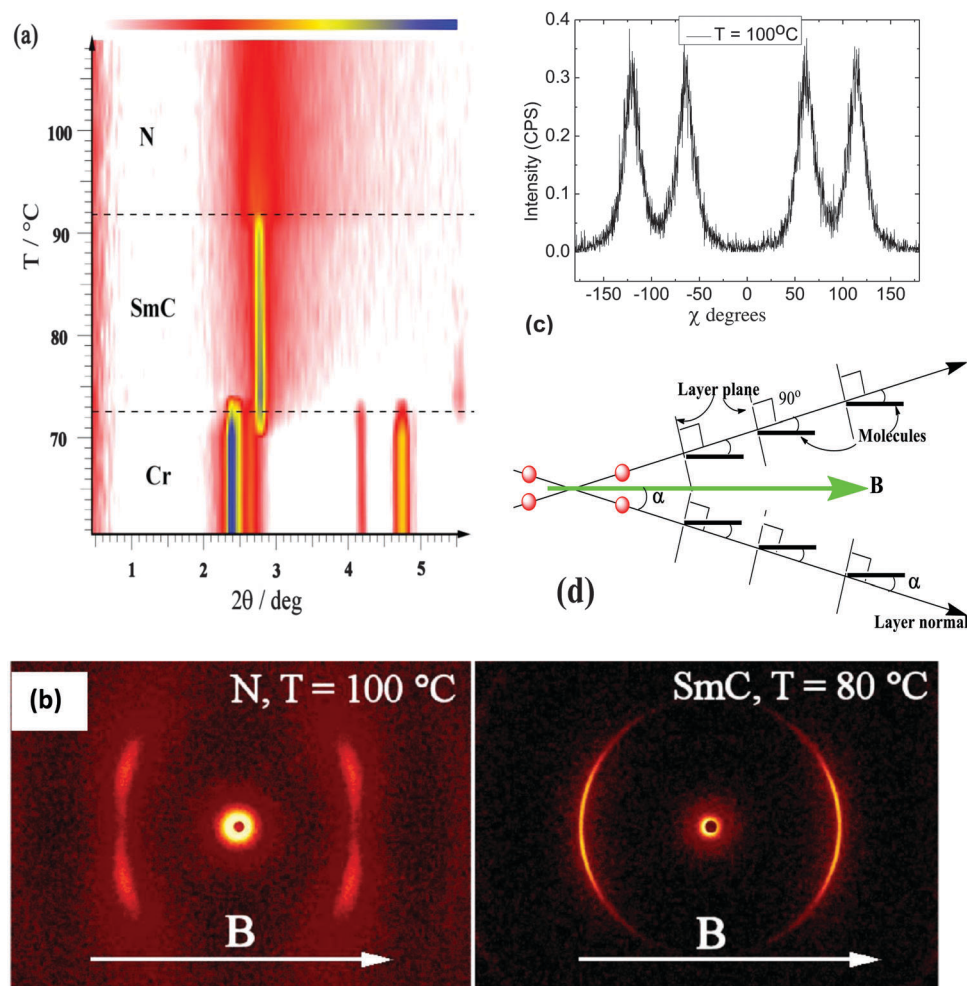 (a)
N
SmC
Cr
100
90
80
70
T / °C
1
2
3
4
5
2θ / deg
T = 100°C
0.4
0.3
0.2
0.1
0.0
Intensity (CPS)
-150
-100
-50
0
50
100
150
χ degrees
(c)
Layer plane
90°
Molecules
α
B
α
Layer normal
(d)
(b)
N, T = 100 °C
B
SmC, T = 80 °C
B